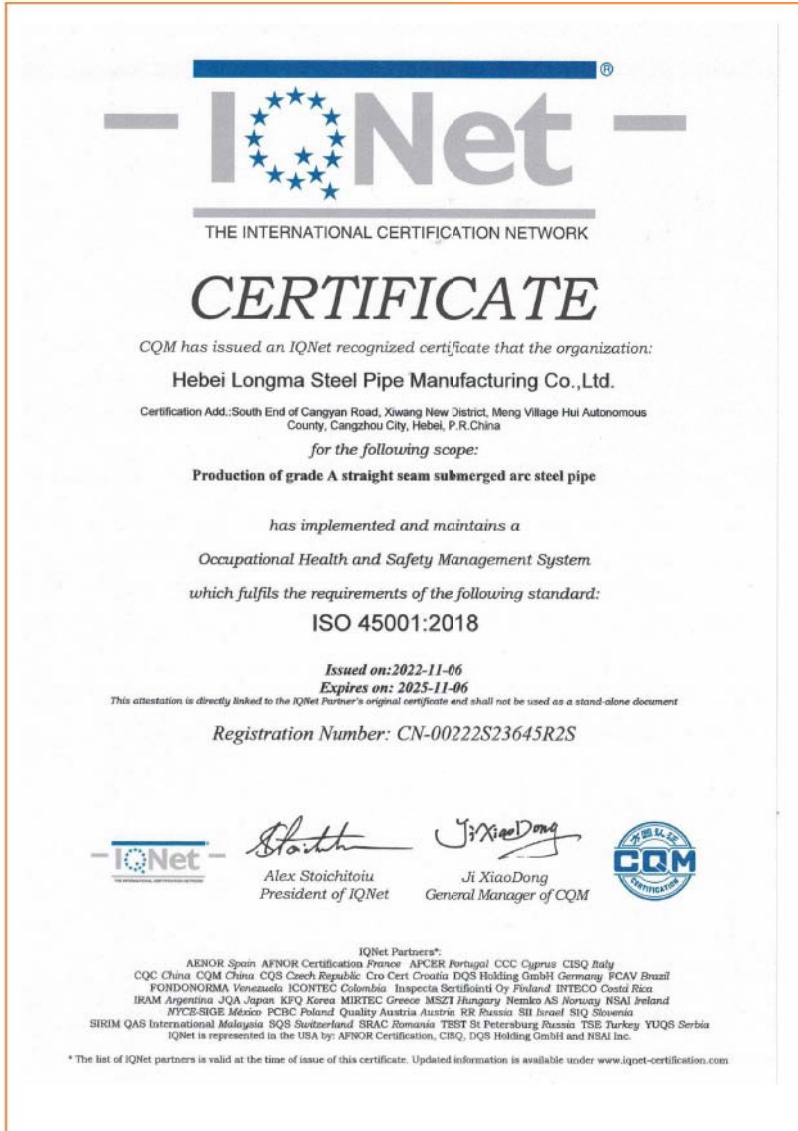 IQNet ®
THE INTERNATIONAL CERTIFICATION NETWORK
CERTIFICATE
CQM has issued an IQNet recognized certificate that the organization:
Hebei Longma Steel Pipe Manufacturing Co.,Ltd.
Certification Add.:South End of Cangyan Road, Xiwang New District, Meng Village Hui Autonomous
County, Cangzhou City, Hebei, P.R.China
for the following scope:
Production of grade A straight seam submerged arc steel pipe
has implemented and maintains a
Occupational Health and Safety Management System
which fulfils the requirements of the following standard:
ISO 45001:2018
Issued on:2022-11-06
Expires on: 2025-11-06
This attestation is directly linked to the IQNet Partner's original certificate and shall not be used as a stand-alone document
Registration Number: CN-00222S23645R2S
IQNet
THE INTERNATIONAL CERTIFICATION NETWORK
JiXiaoDong
Alex Stoichitoiu
President of IQNet
Ji XiaoDong
General Manager of CQM
方圆认证
CQM
CERTIFICATION
IQNet Partners*:
AENOR Spain AFNOR Certification France APCER Portugal CCC Cyprus CISQ Italy
CQC China CQM China CQS Czech Republic Cro Cert Croatia DQS Holding GmbH Germany FCAV Brazil
FONDONORMA Venezuela ICONTEC Colombia Inspecta Sertifiointi Oy Finland INTECO Costa Rica
IRAM Argentina JQA Japan KFQ Korea MIRTEC Greece MSZT Hungary Nemko AS Norway NSAI Ireland
NYCE-SIGE México PCBC Poland Quality Austria Austria RR Russia SII Israel SIQ Slovenia
SIRIM QAS International Malaysia SQS Switzerland SRAC Romania TEST St Petersburg Russia TSE Turkey YUQS Serbia
IQNet is represented in the USA by: AFNOR Certification, CISQ, DQS Holding GmbH and NSAI Inc.
* The list of IQNet partners is valid at the time of issue of this certificate. Updated information is available under www.iqnet-certification.com